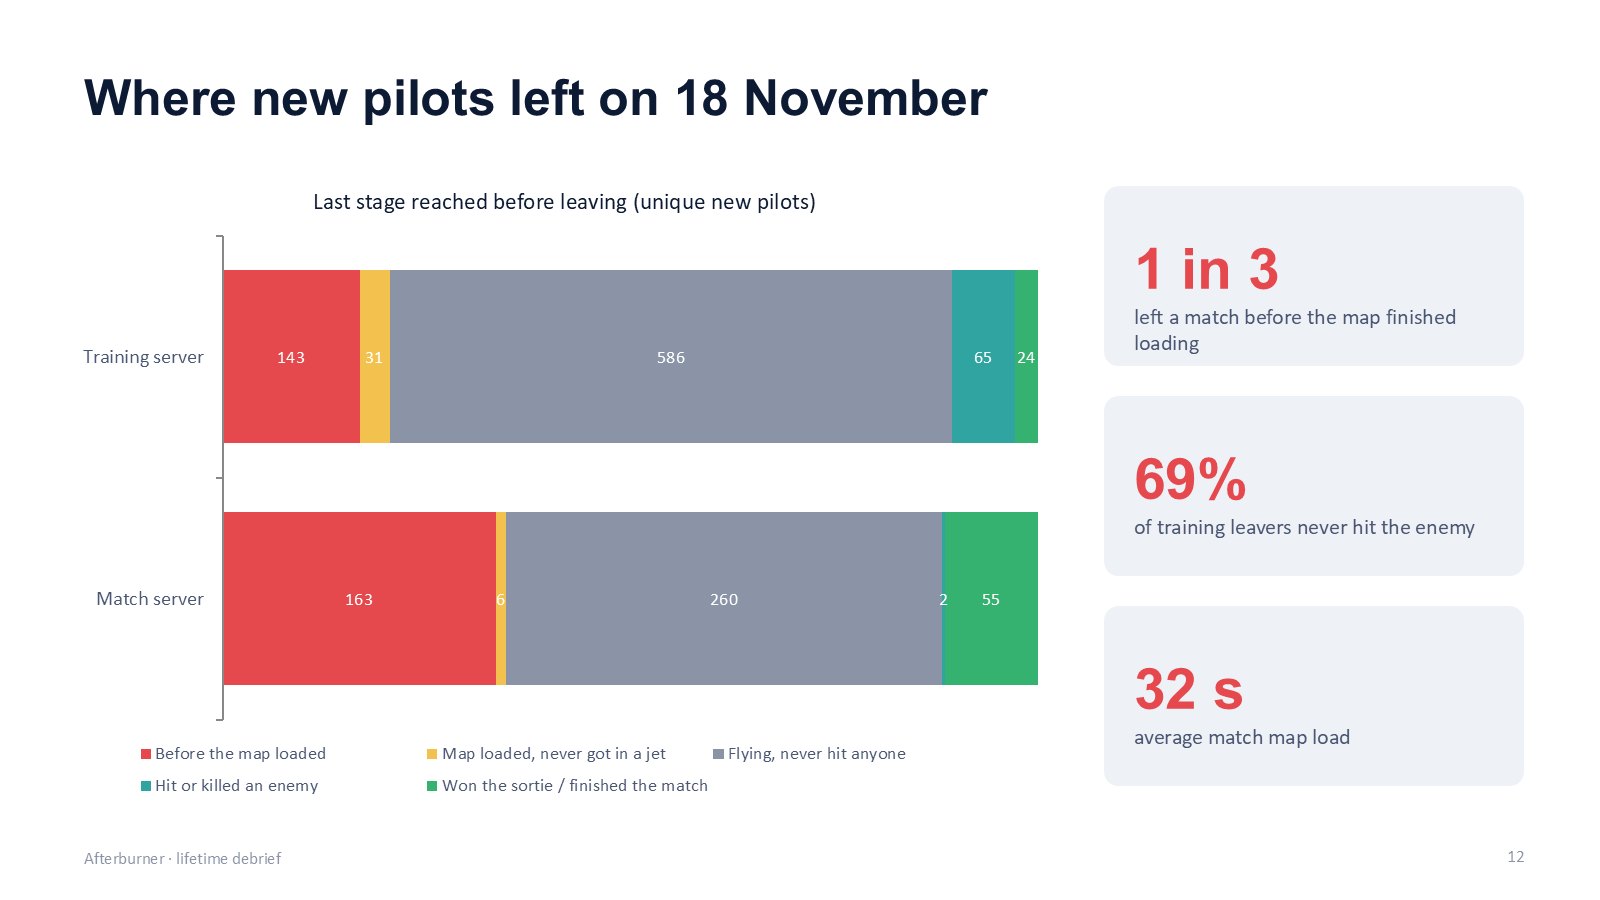 Where new pilots left on 18 November
Last stage reached before leaving (unique new pilots)
Training server
143
31
586
65
24
Match server
163
6
260
2
55
Before the map loaded
Map loaded, never got in a jet
Flying, never hit anyone
Hit or killed an enemy
Won the sortie / finished the match
1 in 3
left a match before the map finished
loading
69%
of training leavers never hit the enemy
32 s
average match map load
Afterburner · lifetime debrief
12